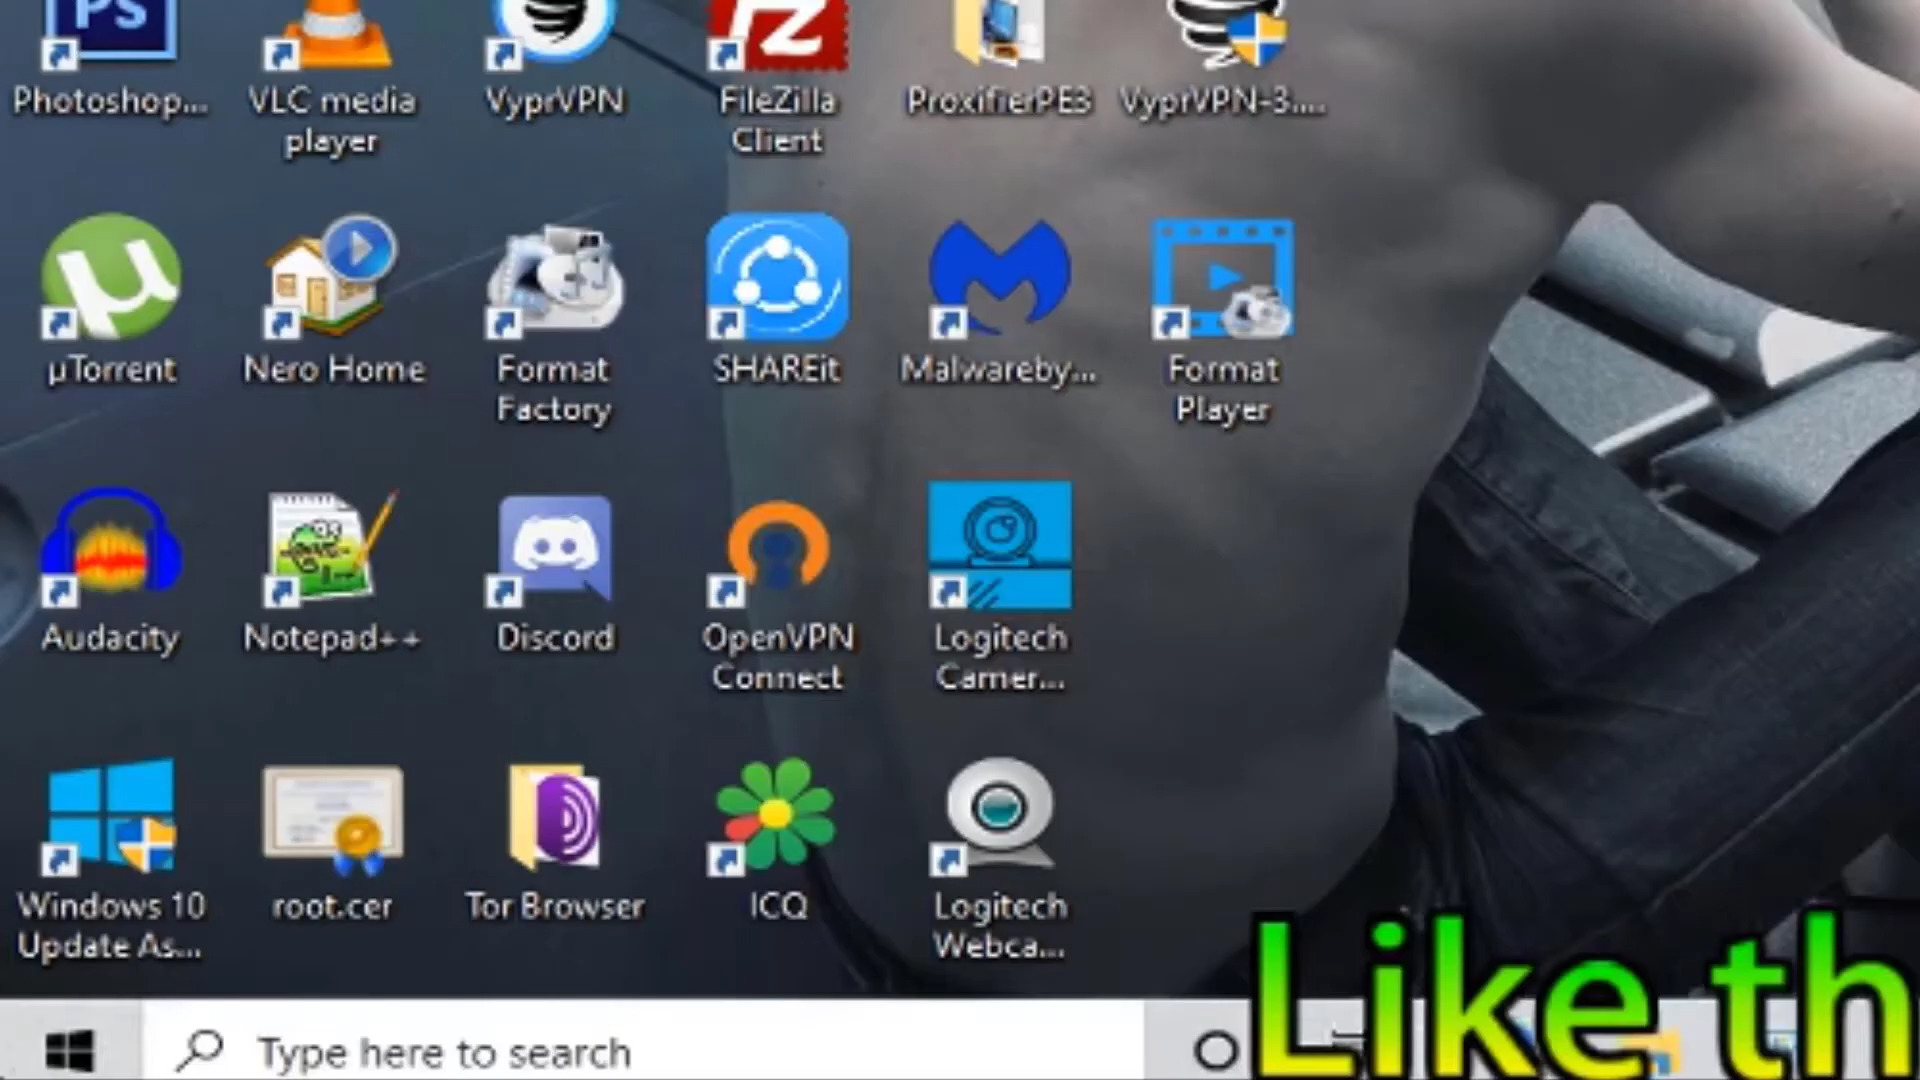 Ps
Photoshop...
VLC media
player
VyprVPN
FZ
FileZilla
Client
ProxifierPE3
VyprVPN-3....
µ
µTorrent
Nero Home
Format
Factory
SHAREit
Malwareby...
Format
Player
Audacity
Notepad++
Discord
OpenVPN
Connect
Logitech
Camer...
Windows 10
Update As...
root.cer
Tor Browser
ICQ
Logitech
Webca...
Type here to search
Like th